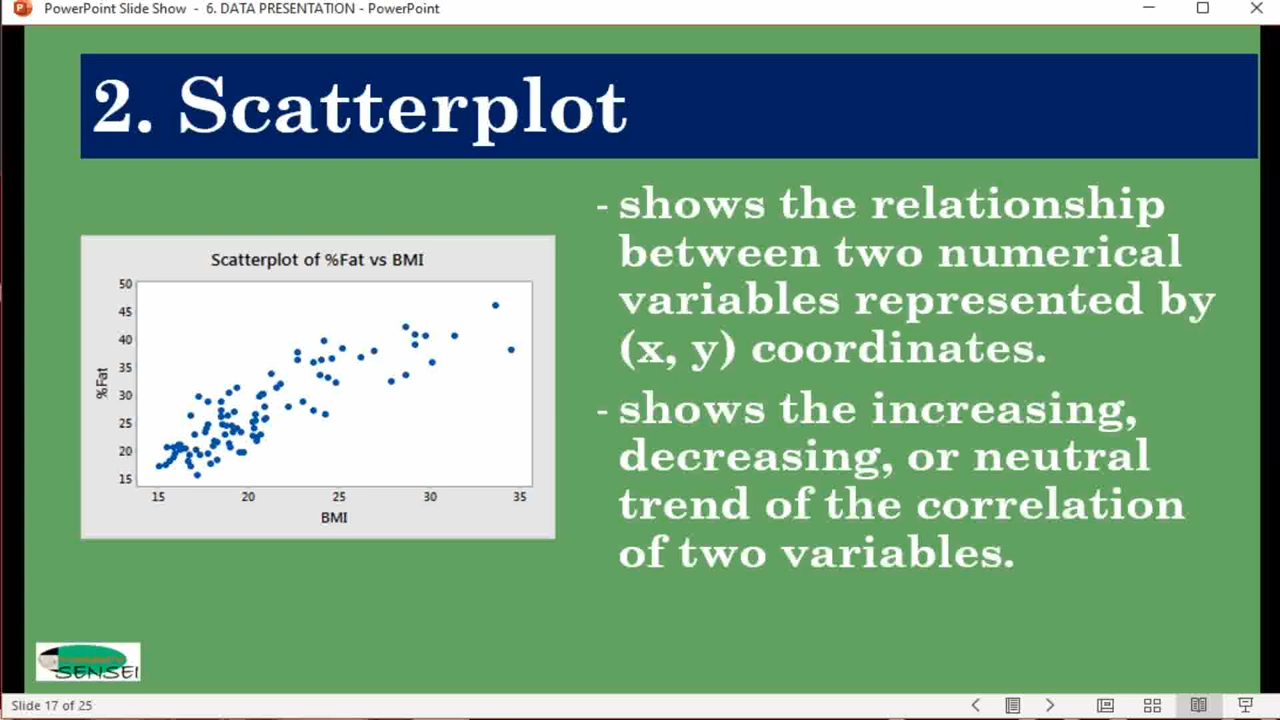 PowerPoint Slide Show - 6. DATA PRESENTATION - PowerPoint
2. Scatterplot
Scatterplot of %Fat vs BMI
50
45
40
35
30
25
20
15
%Fat
15 20 25 30 35
BMI
- shows the relationship
between two numerical
variables represented by
(x, y) coordinates.
- shows the increasing,
decreasing, or neutral
trend of the correlation
of two variables.
SENSEI
Slide 17 of 25